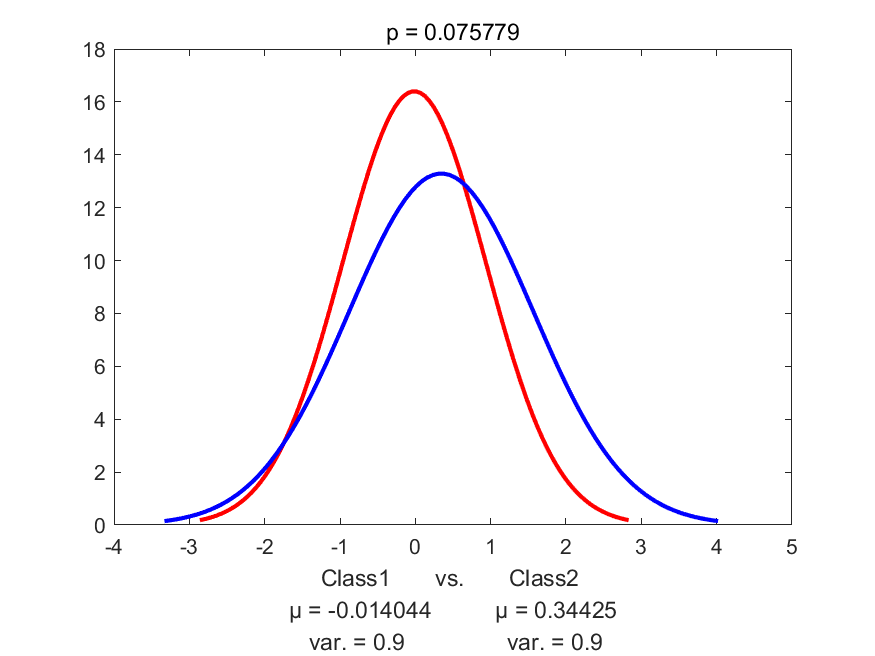 p = 0.075779
18
16
14
12
10
8
6
4
2
0
-4 -3 -2 -1 0 1 2 3 4 5
Class1 vs. Class2
µ = -0.014044 µ = 0.34425
var. = 0.9 var. = 0.9